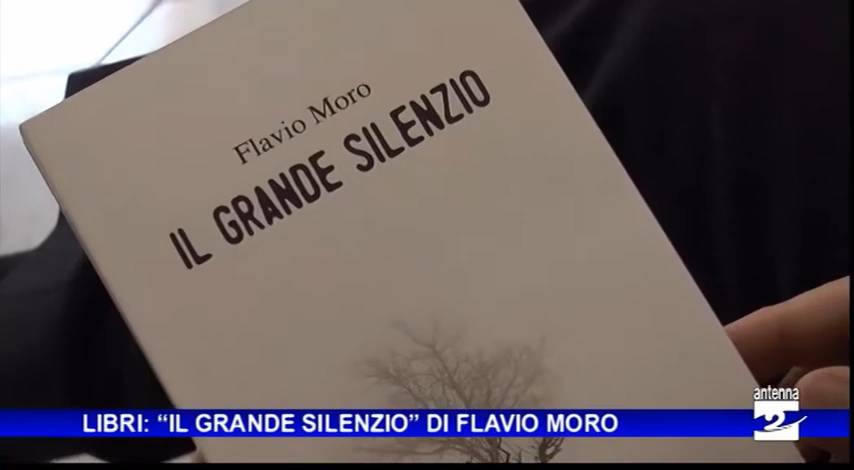 Flavio Moro
IL GRANDE SILENZIO
antenna
2
LIBRI: “IL GRANDE SILENZIO” DI FLAVIO MORO